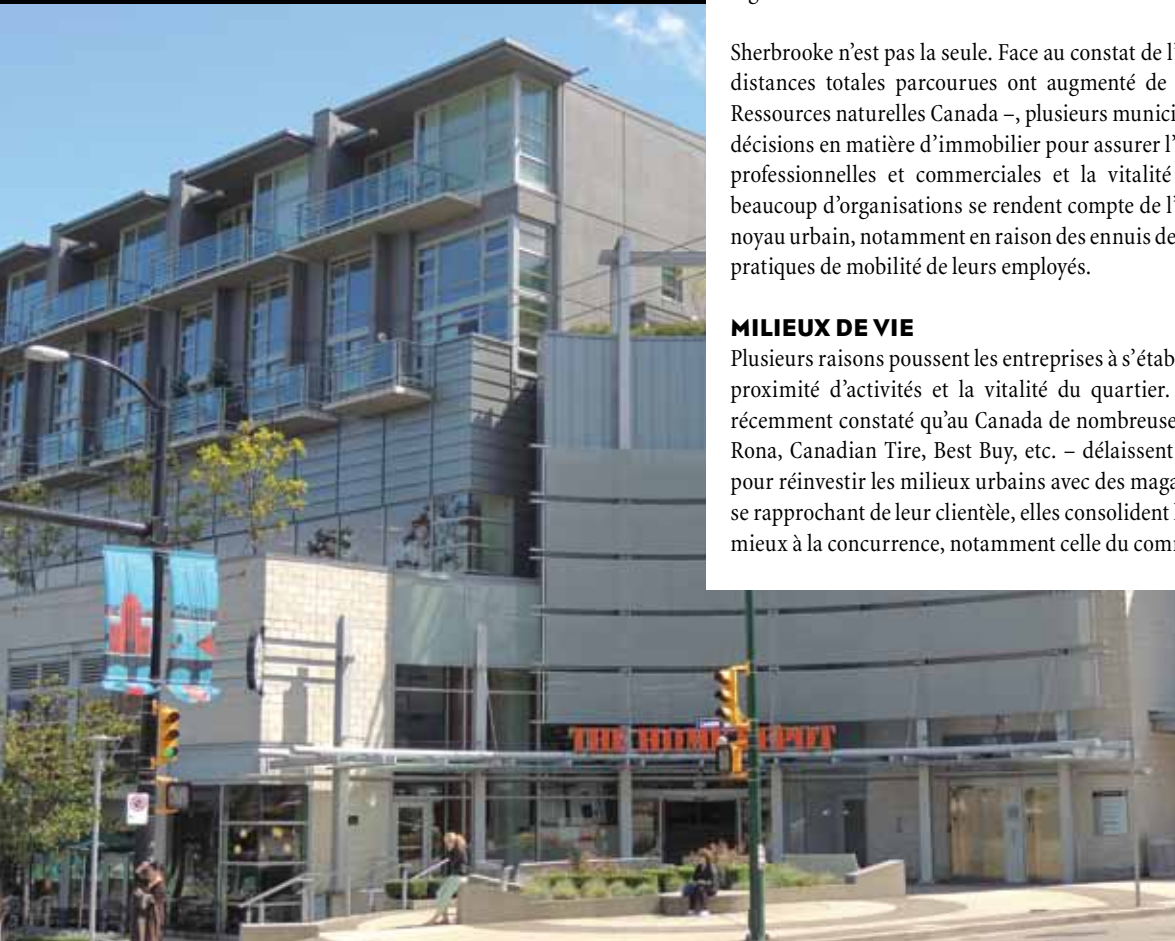 Sherbrooke n’est pas la seule. Face au constat de l’
distances totales parcourues ont augmenté de
Ressources naturelles Canada –, plusieurs munici
décisions en matière d’immobilier pour assurer l’
professionnelles et commerciales et la vitalité
beaucoup d’organisations se rendent compte de l’
noyau urbain, notamment en raison des ennuis de
pratiques de mobilité de leurs employés.
MILIEUX DE VIE
Plusieurs raisons poussent les entreprises à s’étab
proximité d’activités et la vitalité du quartier.
récemment constaté qu’au Canada de nombreuse
Rona, Canadian Tire, Best Buy, etc. – délaissent
pour réinvestir les milieux urbains avec des maga
se rapprochant de leur clientèle, elles consolident
mieux à la concurrence, notamment celle du com
THE HOME DEPOT